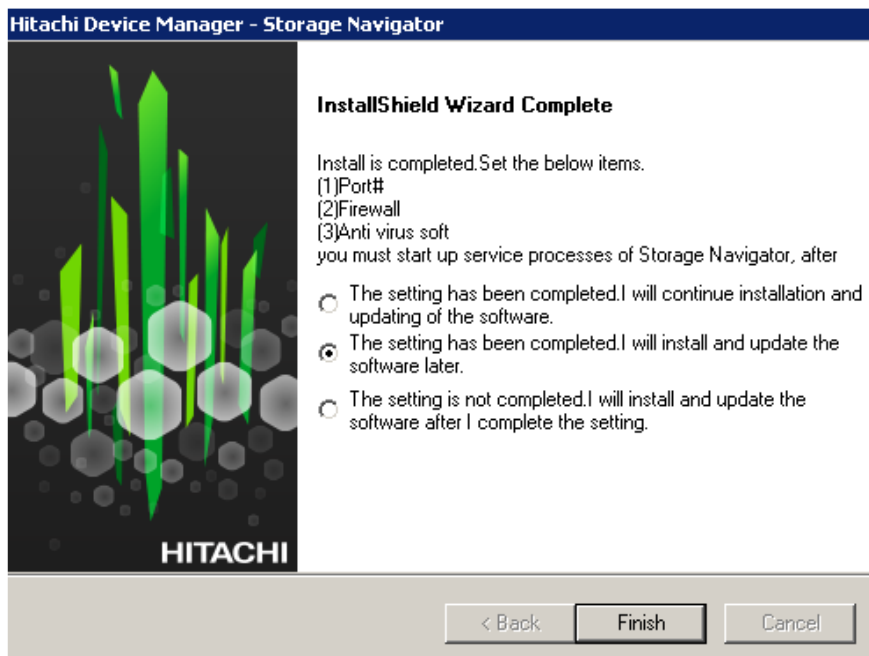 Hitachi Device Manager - Storage Navigator
InstallShield Wizard Complete
Install is completed.Set the below items.
(1)Port#
(2)Firewall
(3)Anti virus soft
you must start up service processes of Storage Navigator, after
The setting has been completed.I will continue installation and
updating of the software.
The setting has been completed.I will install and update the
software later.
The setting is not completed.I will install and update the
software after I complete the setting.
HITACHI
< Back
Finish
Cancel